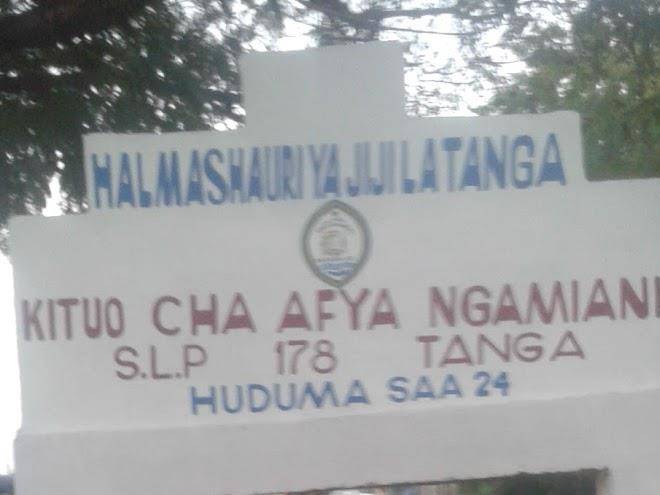 HALMASHAURI YA JIJI LA TANGA
KITUO CHA AFYA NGAMIANI
S.L.P 178 TANGA
HUDUMA SAA 24